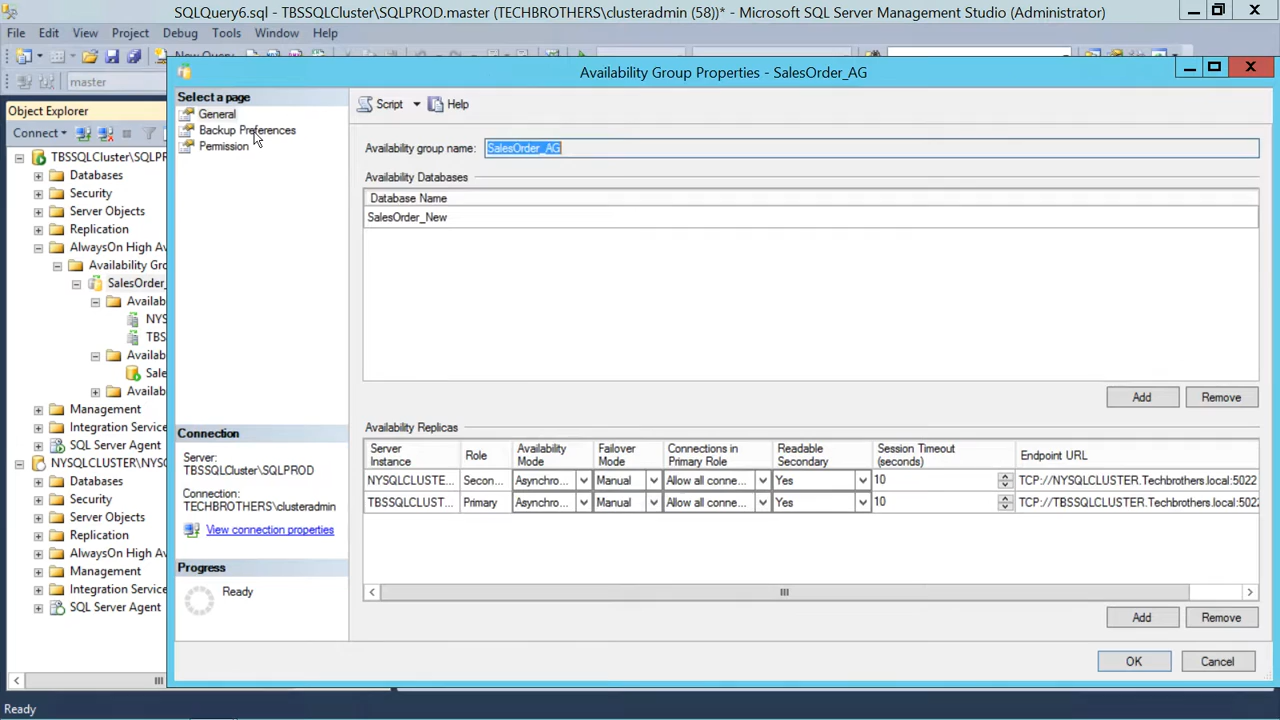 SQLQuery6.sql - TBSSQLCluster\SQLPROD.master (TECHBROTHERS\clusteradmin (58))* - Microsoft SQL Server Management Studio (Administrator)
File Edit View Project Debug Tools Window Help
New Query
master
Availability Group Properties - SalesOrder_AG
Object Explorer
Connect
TBSSQLCluster\SQLPR
Databases
Security
Server Objects
Replication
AlwaysOn High Av
Availability Gro
SalesOrder_
Availab
NYS
TBS
Availab
Sale
Availab
Management
Integration Service
SQL Server Agent
NYSQLCLUSTER\NYS
Databases
Security
Server Objects
Replication
AlwaysOn High Av
Management
Integration Service
SQL Server Agent
Select a page
General
Backup Preferences
Permission
Connection
Server:
TBSSQLCluster\SQLPROD
Connection:
TECHBROTHERS\clusteradmin
View connection properties
Progress
Ready
Script Help
Availability group name: SalesOrder_AG
Availability Databases
Database Name
SalesOrder_New
Add Remove
Availability Replicas
Server Instance Role Availability Mode Failover Mode Connections in Primary Role Readable Secondary Session Timeout (seconds) Endpoint URL
NYSQLCLUSTE... Secon... Asynchro... Manual Allow all conne... Yes 10 TCP://NYSQLCLUSTER.Techbrothers.local:5022
TBSSQLCLUST... Primary Asynchro... Manual Allow all conne... Yes 10 TCP://TBSSQLCLUSTER.Techbrothers.local:502
Add Remove
OK Cancel
Ready